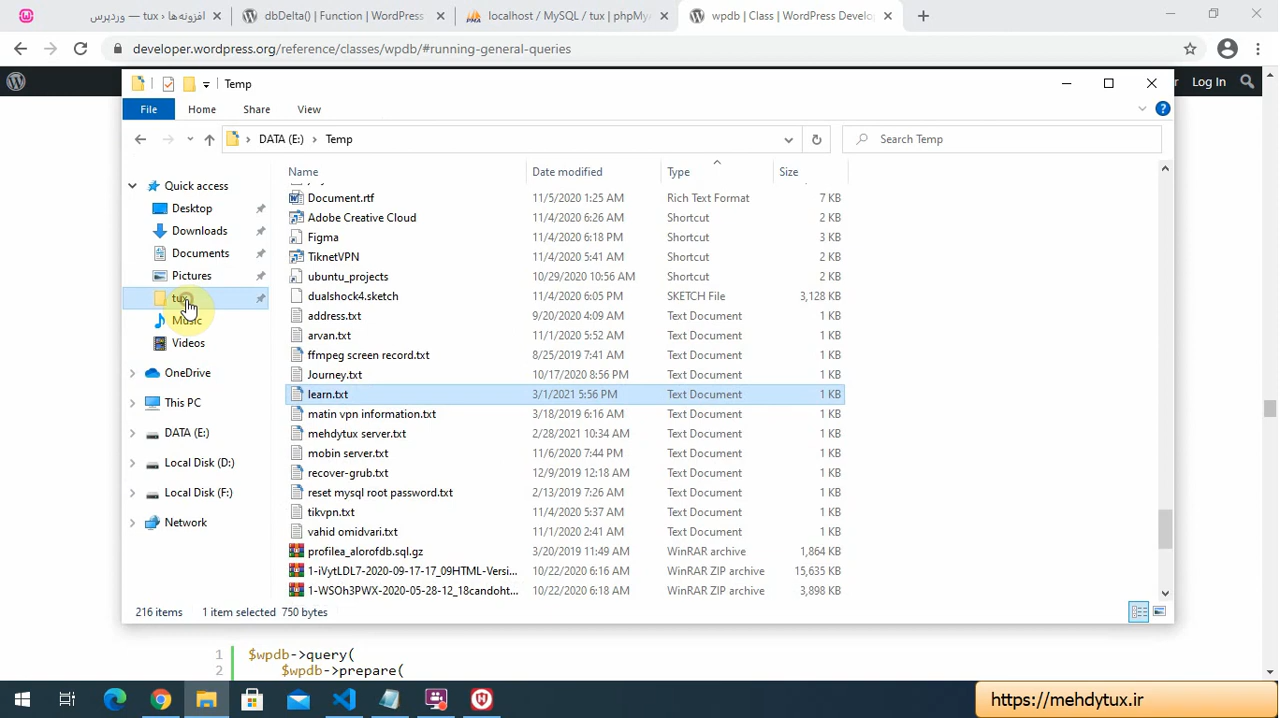 افزونه‌ها ‹ tux — وردپرس
dbDelta() | Function | WordPress
localhost / MySQL / tux | phpMyA
wpdb | Class | WordPress Develo
developer.wordpress.org/reference/classes/wpdb/#running-general-queries
Log In
Temp
File Home Share View
DATA (E:) Temp
Search Temp
Name Date modified Type Size
Quick access
Desktop
Downloads
Documents
Pictures
tux
Music
Videos
OneDrive
This PC
DATA (E:)
Local Disk (D:)
Local Disk (F:)
Network
Document.rtf 11/5/2020 1:25 AM Rich Text Format 7 KB
Adobe Creative Cloud 11/4/2020 6:26 AM Shortcut 2 KB
Figma 11/4/2020 6:18 PM Shortcut 3 KB
TiknetVPN 11/4/2020 5:41 AM Shortcut 2 KB
ubuntu_projects 10/29/2020 10:56 AM Shortcut 2 KB
dualshock4.sketch 11/4/2020 6:05 PM SKETCH File 3,128 KB
address.txt 9/20/2020 4:09 AM Text Document 1 KB
arvan.txt 11/1/2020 5:52 AM Text Document 1 KB
ffmpeg screen record.txt 8/25/2019 7:41 AM Text Document 1 KB
Journey.txt 10/17/2020 8:56 PM Text Document 1 KB
learn.txt 3/1/2021 5:56 PM Text Document 1 KB
matin vpn information.txt 3/18/2019 6:16 AM Text Document 1 KB
mehdytux server.txt 2/28/2021 10:34 AM Text Document 1 KB
mobin server.txt 11/6/2020 7:44 PM Text Document 1 KB
recover-grub.txt 12/9/2019 12:18 AM Text Document 1 KB
reset mysql root password.txt 2/13/2019 7:26 AM Text Document 1 KB
tikvpn.txt 11/4/2020 5:37 AM Text Document 1 KB
vahid omidvari.txt 11/1/2020 2:41 AM Text Document 1 KB
profilea_alorofdb.sql.gz 3/20/2019 11:49 AM WinRAR archive 1,864 KB
1-iVytLDL7-2020-09-17-17_09HTML-Versi... 10/22/2020 6:16 AM WinRAR ZIP archive 15,635 KB
1-WSOh3PWX-2020-05-28-12_18candoht... 10/22/2020 6:18 AM WinRAR ZIP archive 3,898 KB
216 items 1 item selected 750 bytes
1 $wpdb->query(
2 $wpdb->prepare(
https://mehdytux.ir